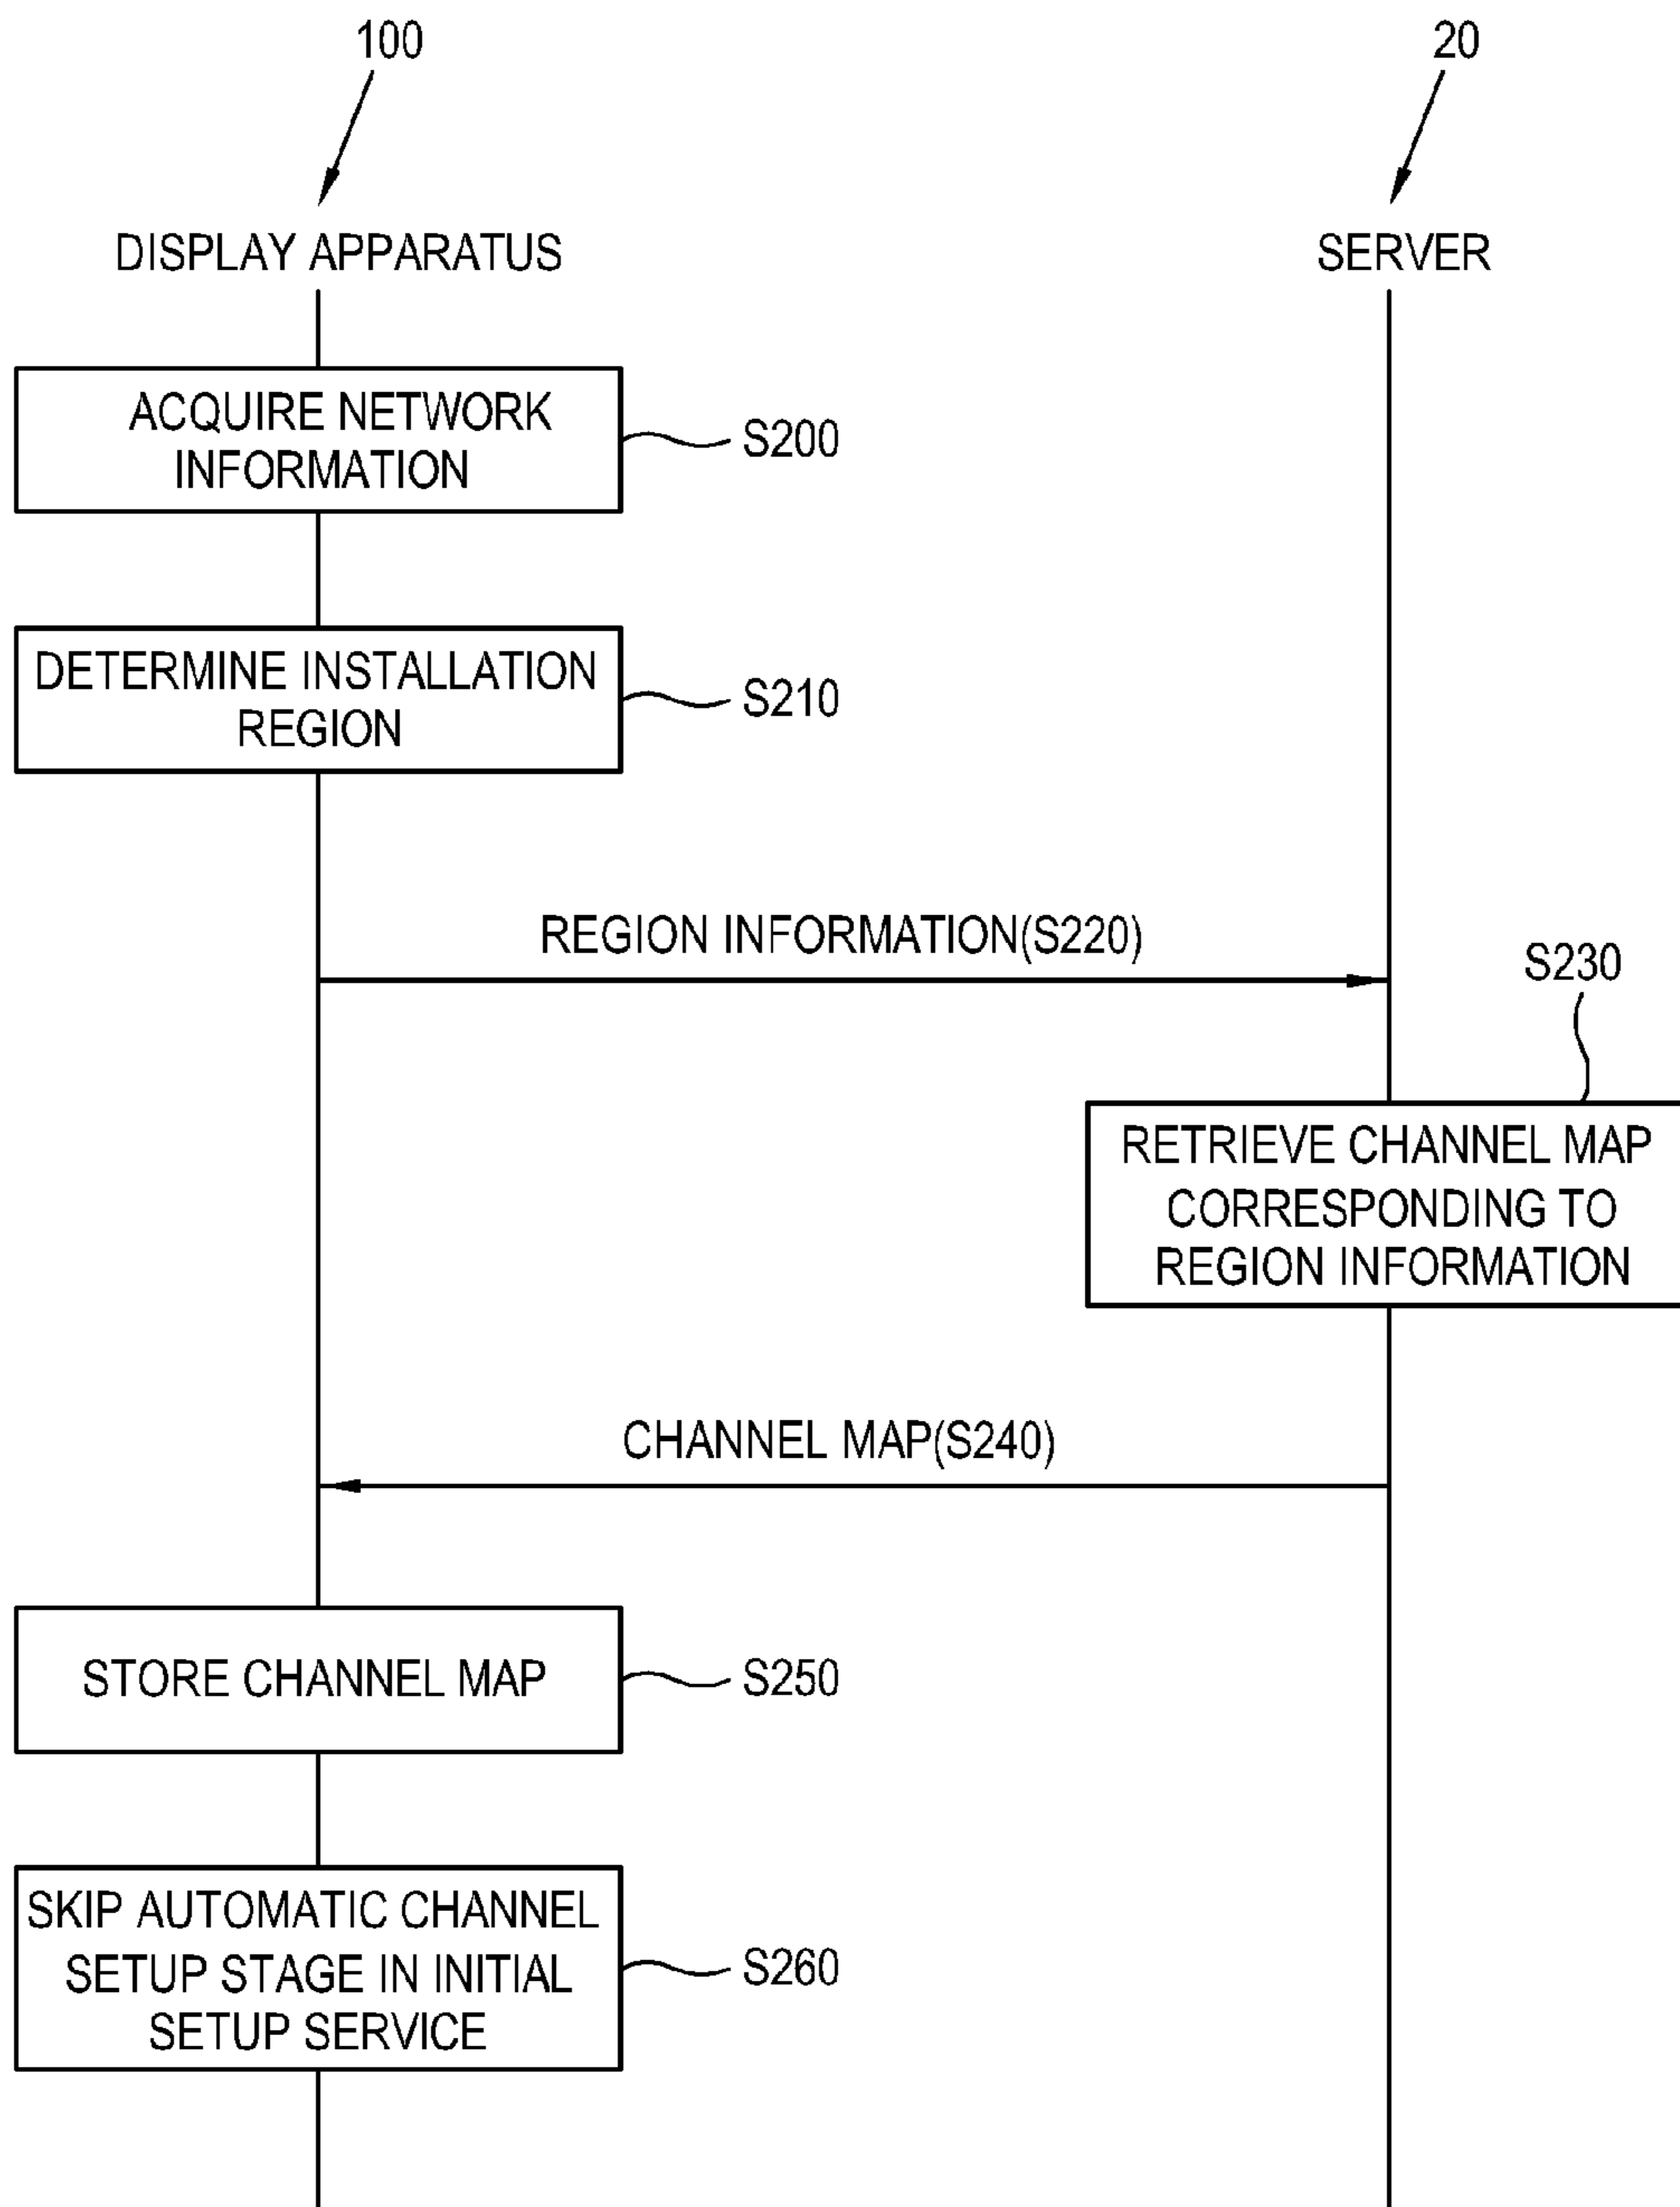 100
20
DISPLAY APPARATUS
SERVER
ACQUIRE NETWORK
INFORMATION
S200
DETERMINE INSTALLATION
REGION
S210
REGION INFORMATION(S220)
S230
RETRIEVE CHANNEL MAP
CORRESPONDING TO
REGION INFORMATION
CHANNEL MAP(S240)
STORE CHANNEL MAP
S250
SKIP AUTOMATIC CHANNEL
SETUP STAGE IN INITIAL
SETUP SERVICE
S260